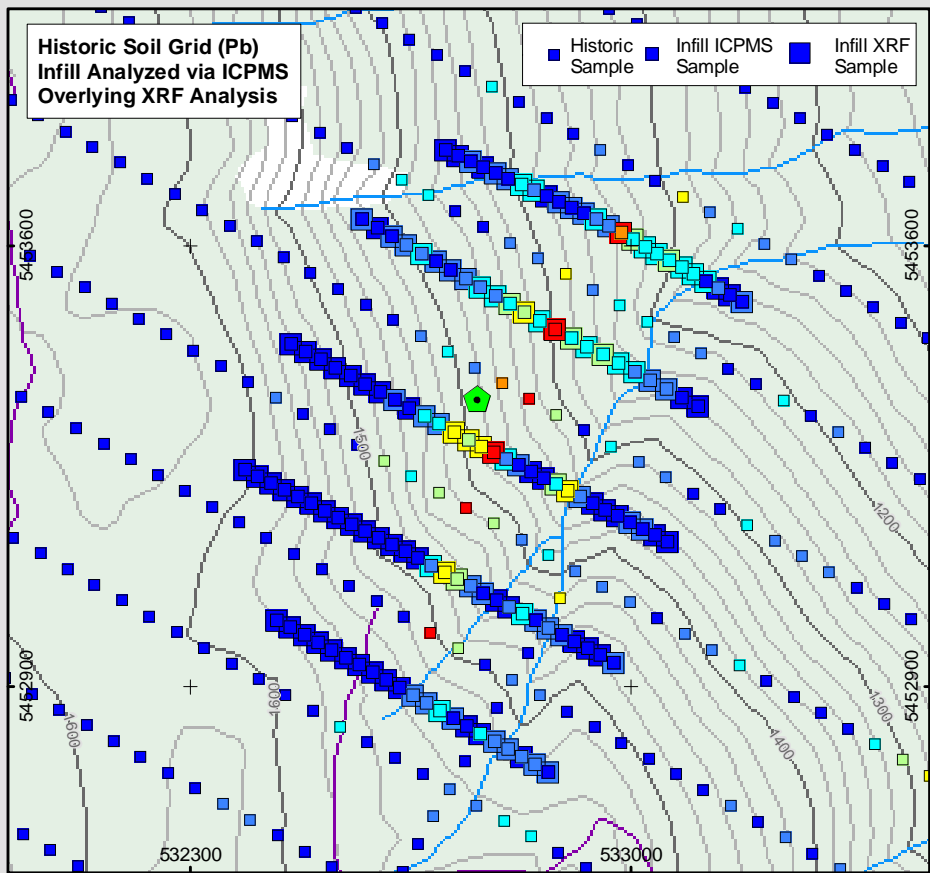 Historic Soil Grid (Pb)
Infill Analyzed via ICPMS
Overlying XRF Analysis
Historic
Sample
Infill ICPMS
Sample
Infill XRF
Sample
5453600
5453600
1500
1200
5452900
5452900
1600
1600
1300
1400
532300
533000